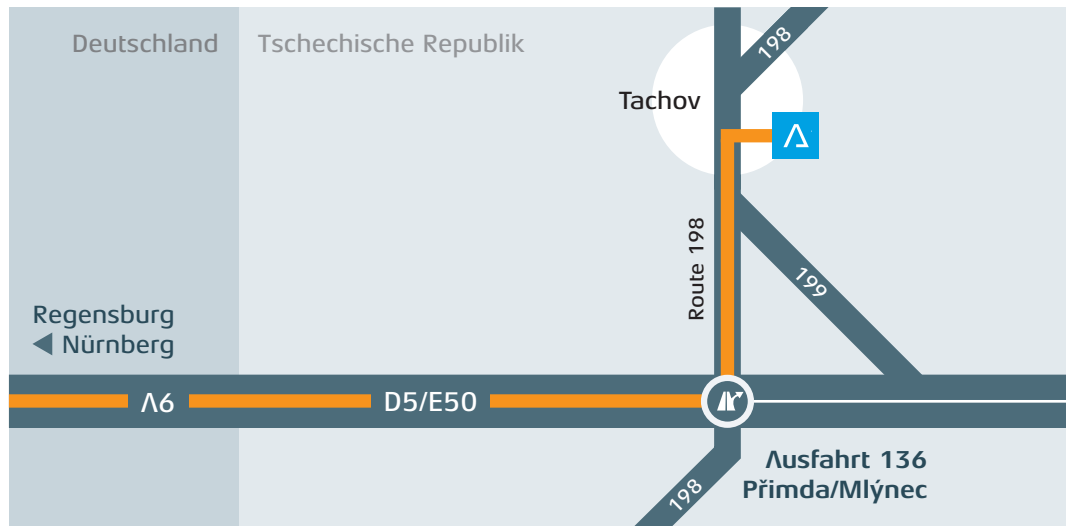 Deutschland
Tschechische Republik
198
Tachov
Route 198
199
Regensburg
Nürnberg
A6
D5/E50
Ausfahrt 136
Přimda/Mlýnec
198